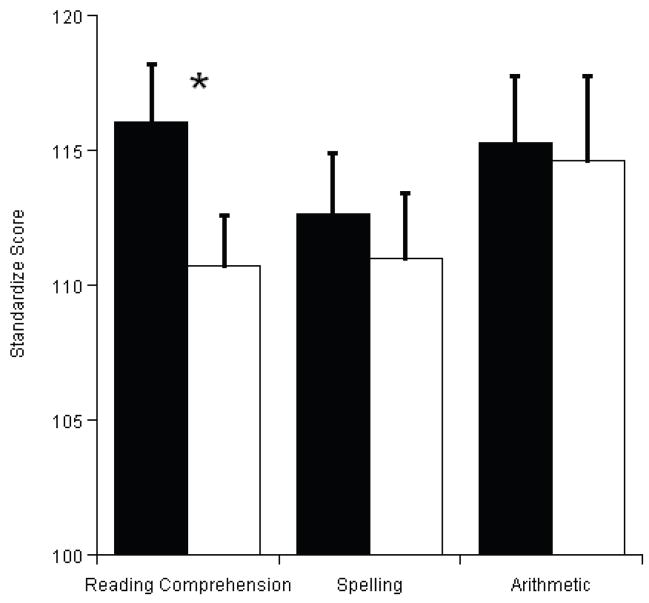 120
*
115
110
105
100
Standardize Score
Reading Comprehension
Spelling
Arithmetic